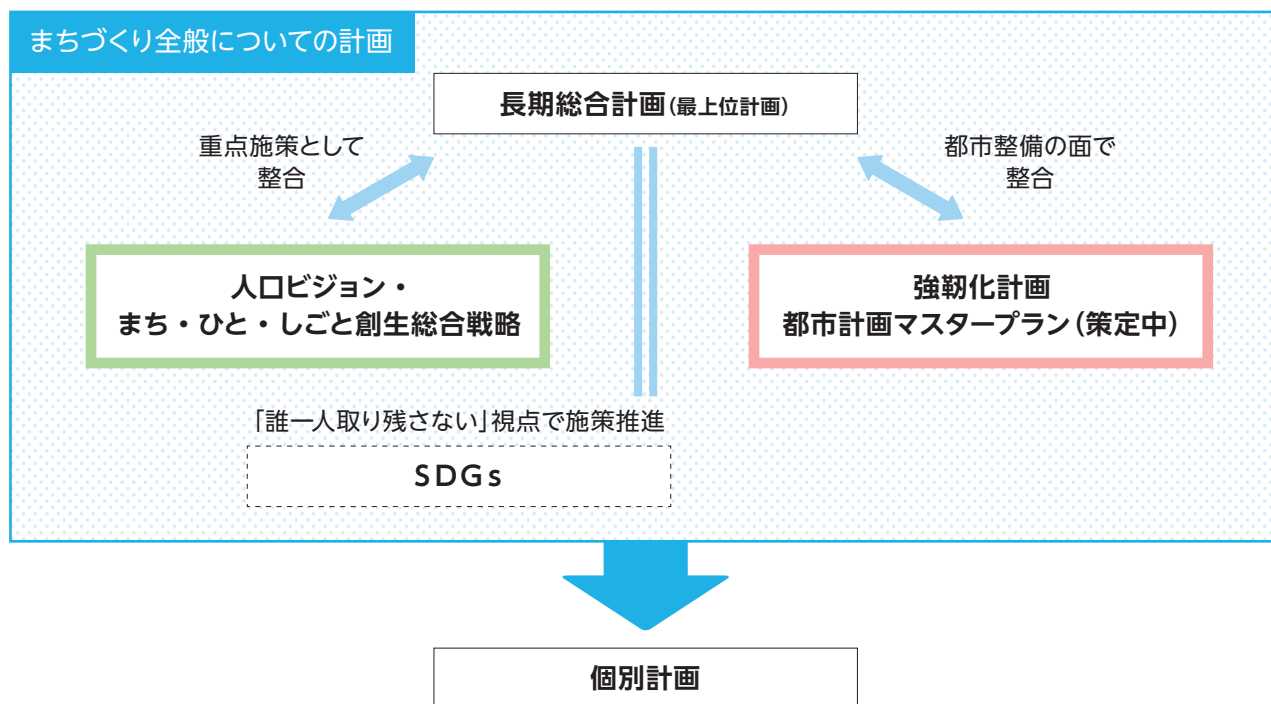 まちづくり全般についての計画
長期総合計画(最上位計画)
重点施策として
整合
都市整備の面で
整合
人口ビジョン・
まち・ひと・しごと創生総合戦略
強靭化計画
都市計画マスタープラン(策定中)
「誰一人取り残さない」視点で施策推進
SDGs
個別計画